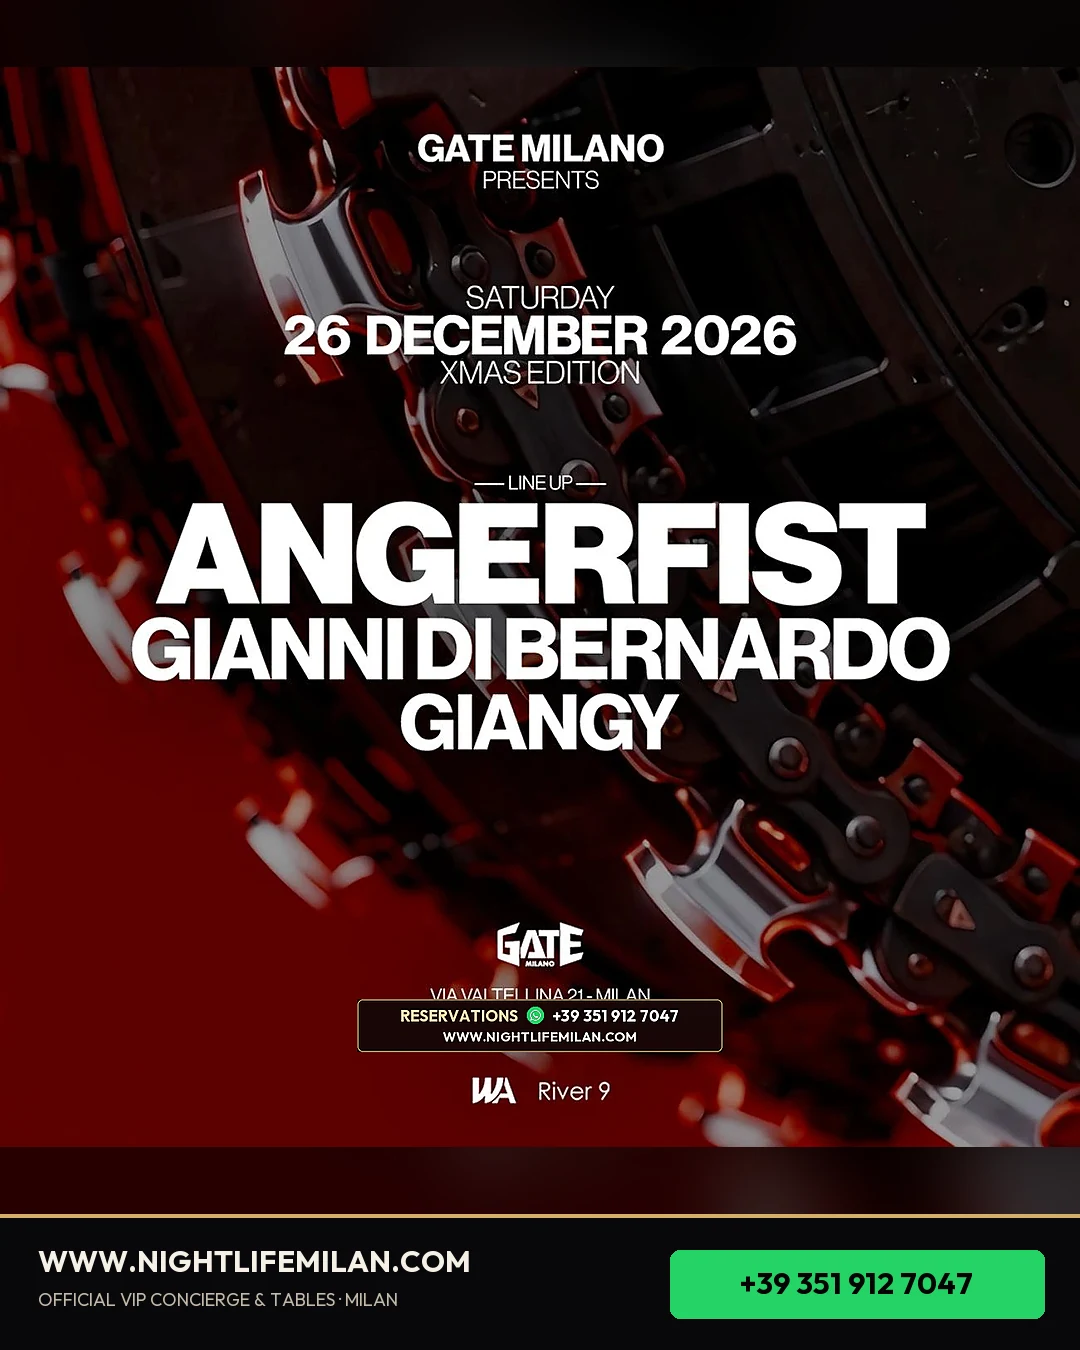 GATE MILANO
PRESENTS
SATURDAY
26 DECEMBER 2026
XMAS EDITION
LINE UP
ANGERFIST
GIANNI DI BERNARDO
GIANGY
GATE
MILANO
VIA VALTELLINA 21 - MILAN
RESERVATIONS +39 351 912 7047
WWW.NIGHTLIFEMILAN.COM
WA River 9
WWW.NIGHTLIFEMILAN.COM
OFFICIAL VIP CONCIERGE & TABLES · MILAN
+39 351 912 7047